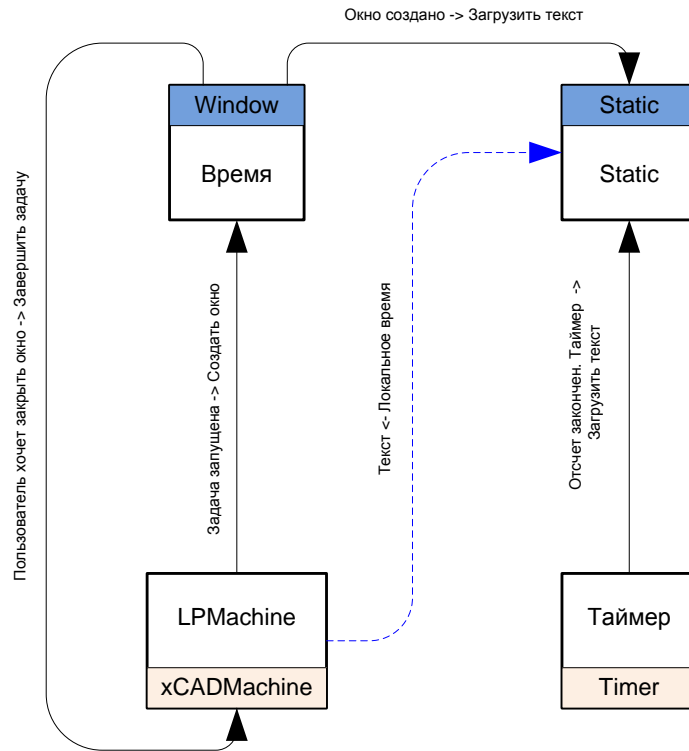 Окно создано -> Загрузить текст
Window
Время
Static
Static
Пользователь хочет закрыть окно -> Завершить задачу
Задача запущена -> Создать окно
Текст <- Локальное время
Отсчет закончен. Таймер ->
Загрузить текст
LPMachine
xCADMachine
Таймер
Timer